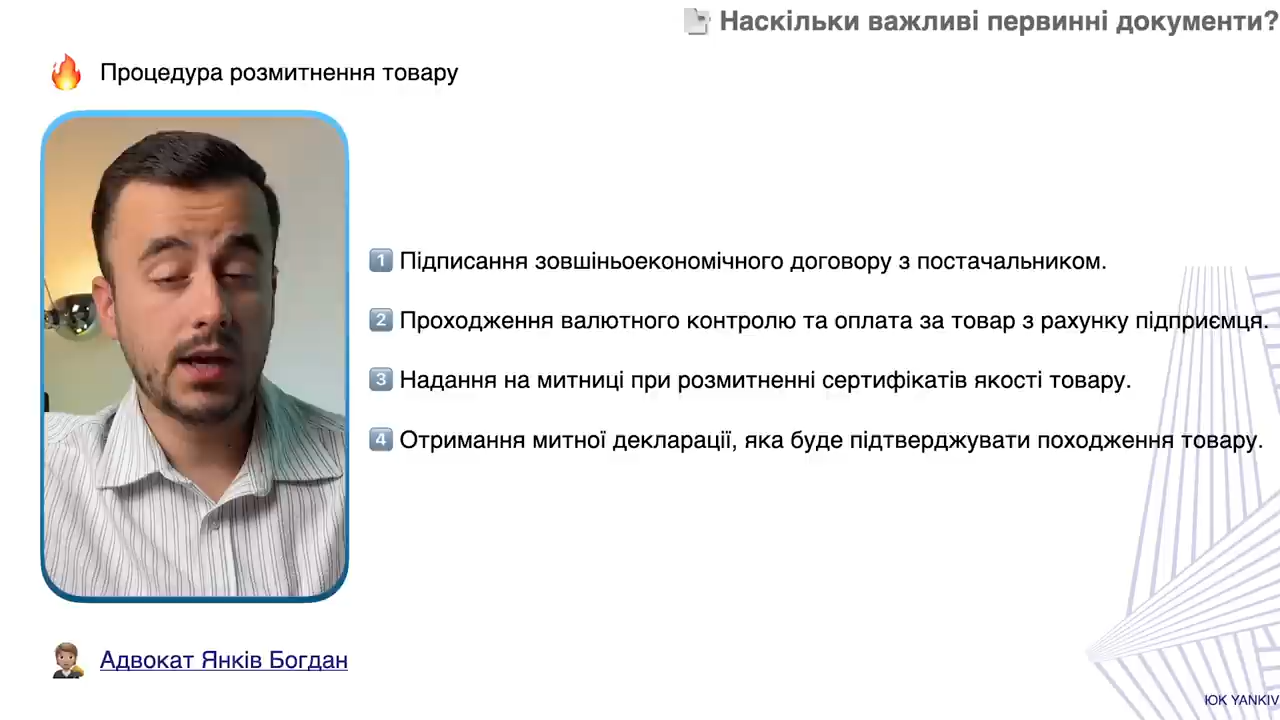 Наскільки важливі первинні документи?
Процедура розмитнення товару
1 Підписання зовшіньоекономічного договору з постачальником.
2 Проходження валютного контролю та оплата за товар з рахунку підприємця.
3 Надання на митниці при розмитненні сертифікатів якості товару.
4 Отримання митної декларації, яка буде підтверджувати походження товару.
Адвокат Янків Богдан
ЮК YANKIV